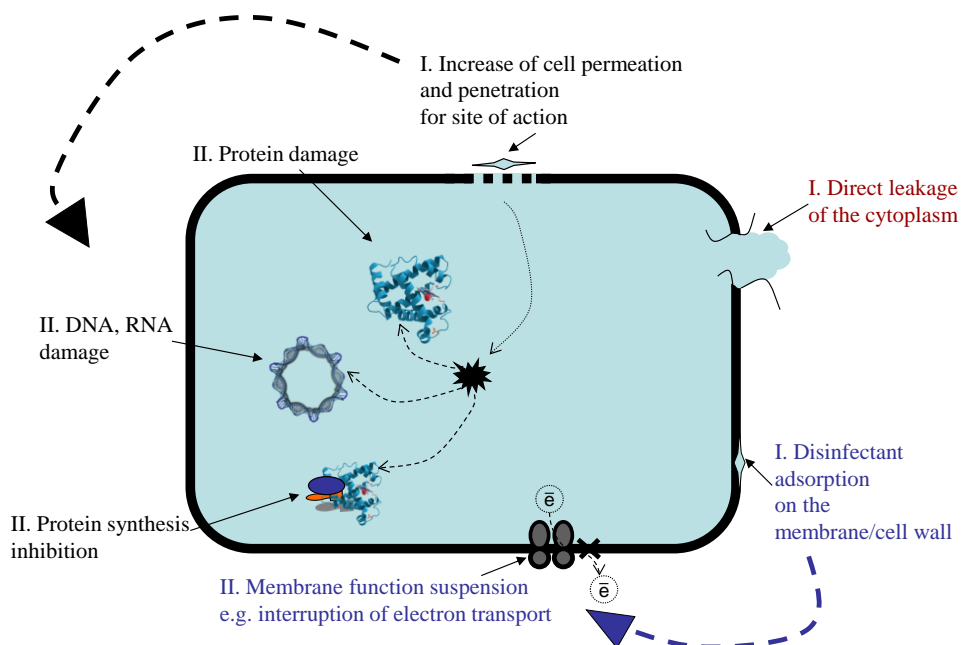 I. Increase of cell permeation
and penetration
for site of action
II. Protein damage
I. Direct leakage
of the cytoplasm
II. DNA, RNA
damage
I. Disinfectant
adsorption
on the
membrane/cell wall
II. Protein synthesis
inhibition
e̅
II. Membrane function suspension
e.g. interruption of electron transport
e̅